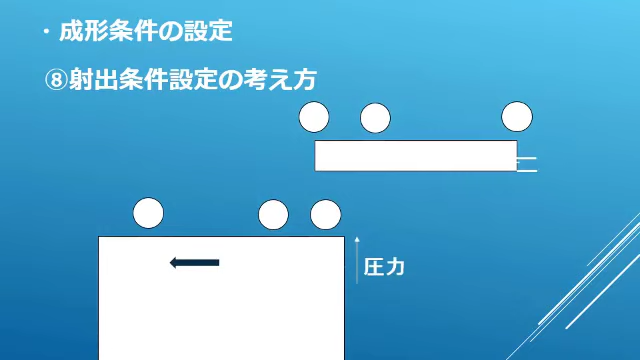 ・成形条件の設定
⑧射出条件設定の考え方
圧力